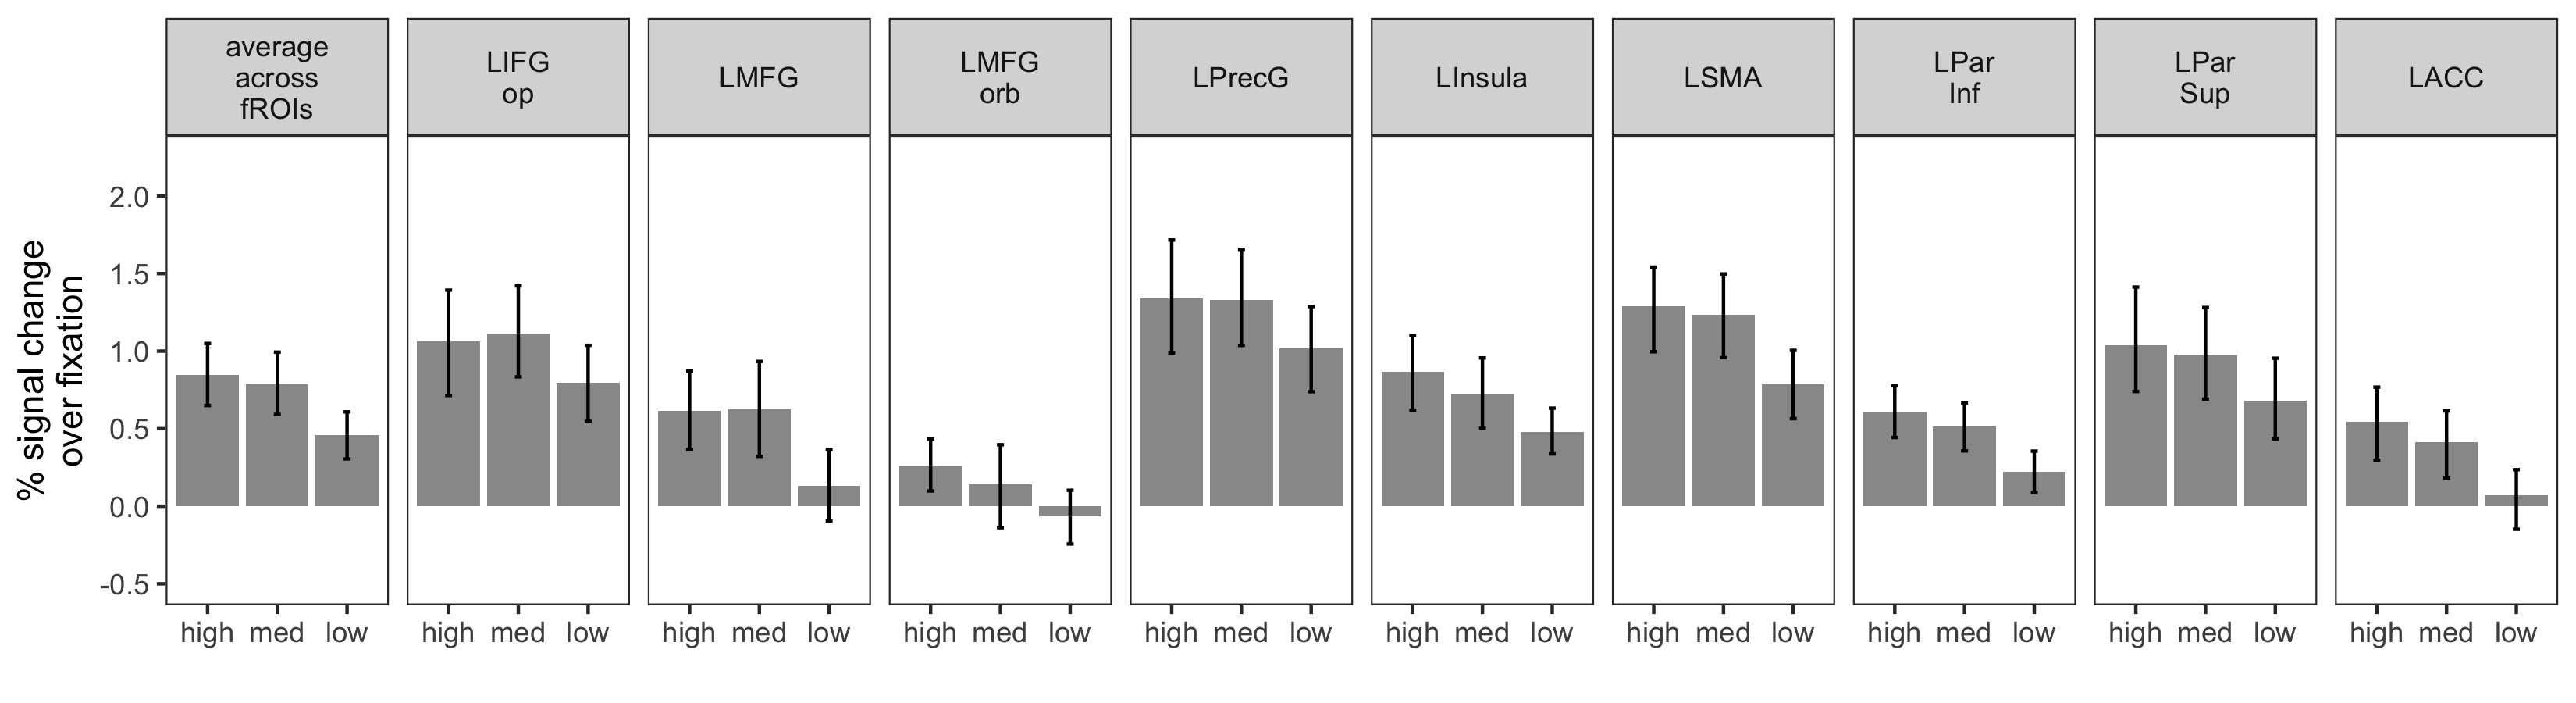 average
across
fROIs
LIFG
op
LMFG
LMFG
orb
LPrecG
LInsula
LSMA
LPar
Inf
LPar
Sup
LACC
% signal change
over fixation
2.0
1.5
1.0
0.5
0.0
-0.5
high med low
high med low
high med low
high med low
high med low
high med low
high med low
high med low
high med low
high med low